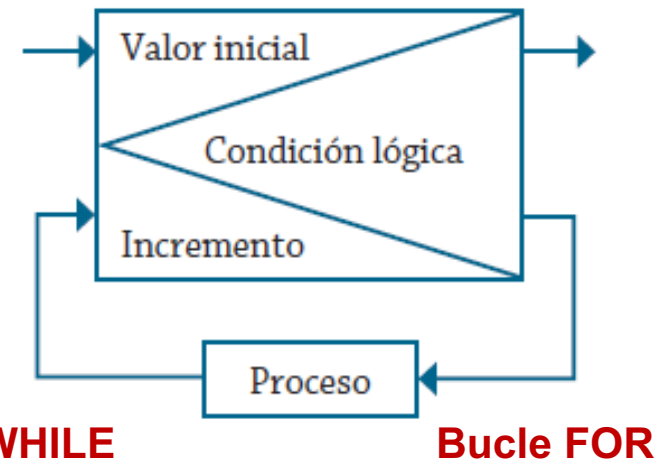 Valor inicial
Condición lógica
Incremento
Proceso
WHILE
Bucle FOR